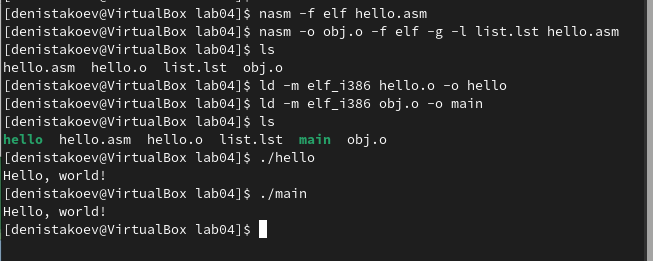 [denistakoev@VirtualBox lab04]$ nasm -f elf hello.asm
[denistakoev@VirtualBox lab04]$ nasm -o obj.o -f elf -g -l list.lst hello.asm
[denistakoev@VirtualBox lab04]$ ls
hello.asm  hello.o  list.lst  obj.o
[denistakoev@VirtualBox lab04]$ ld -m elf_i386 hello.o -o hello
[denistakoev@VirtualBox lab04]$ ld -m elf_i386 obj.o -o main
[denistakoev@VirtualBox lab04]$ ls
hello  hello.asm  hello.o  list.lst  main  obj.o
[denistakoev@VirtualBox lab04]$ ./hello
Hello, world!
[denistakoev@VirtualBox lab04]$ ./main
Hello, world!
[denistakoev@VirtualBox lab04]$